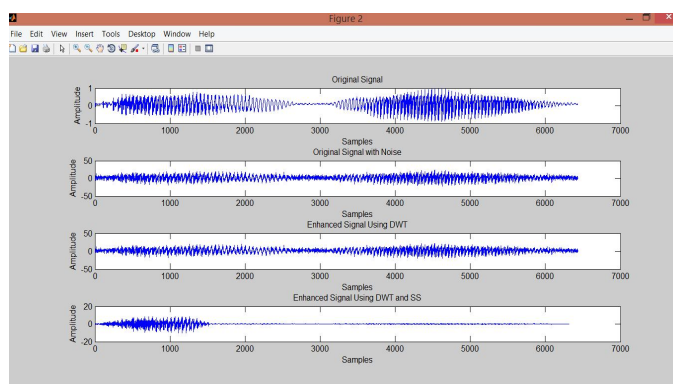 Figure 2
File Edit View Insert Tools Desktop Window Help
Original Signal
Amplitude
1
0
-1
0 1000 2000 3000 4000 5000 6000 7000
Samples
Original Signal with Noise
Amplitude
50
0
-50
0 1000 2000 3000 4000 5000 6000 7000
Samples
Enhanced Signal Using DWT
Amplitude
50
0
-50
0 1000 2000 3000 4000 5000 6000 7000
Samples
Enhanced Signal Using DWT and SS
Amplitude
20
0
-20
0 1000 2000 3000 4000 5000 6000 7000
Samples